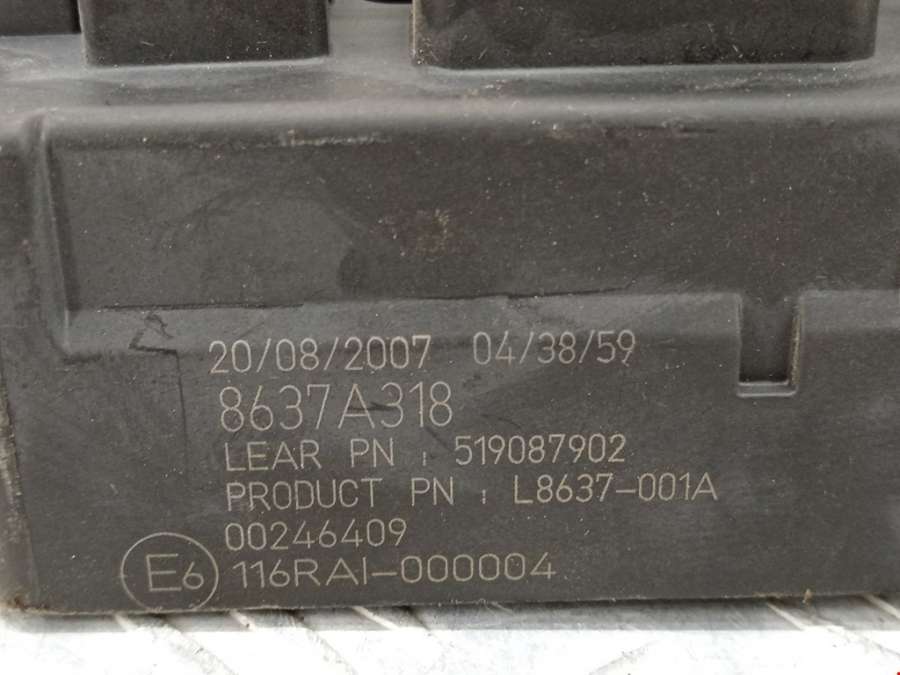 20/08/2007 04/38/59
8637A318
LEAR PN : 519087902
PRODUCT PN : L8637-001A
00246409
E6 116RAI-000004